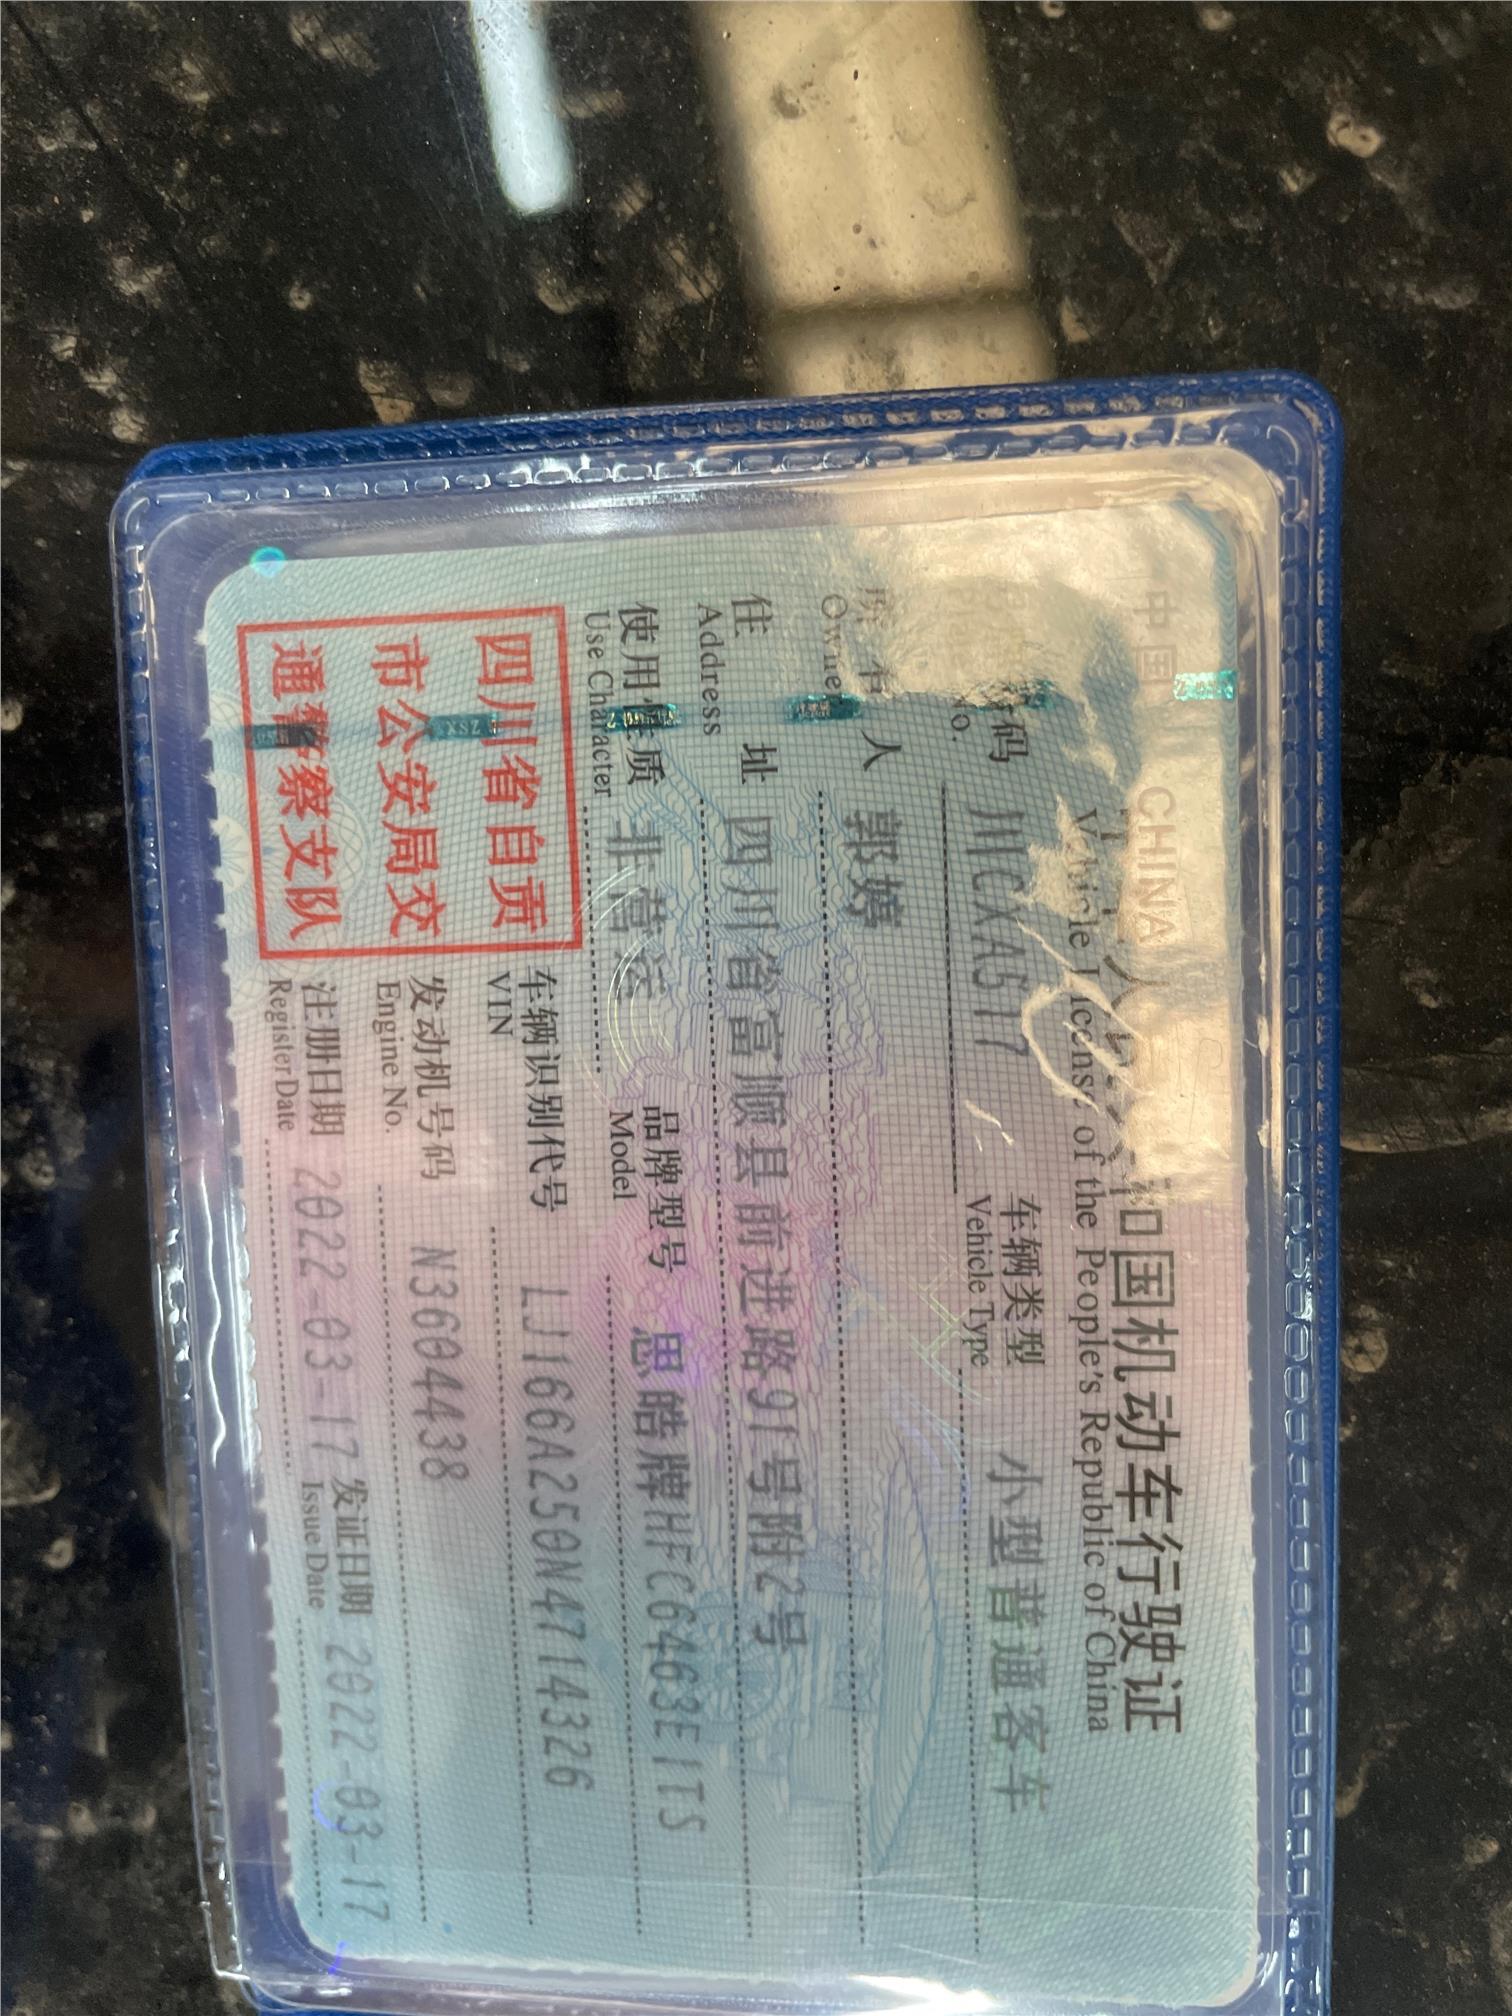 中国 CHINA
人民共和国机动车行驶证
Vehicle License of the People's Republic of China
号码 川CXA517 车辆类型 小型普通客车
No. Vehicle Type
所有人 郭婷
Owner
住址 四川省富顺县前进路91号附2号
Address
使用性质 非营运 品牌型号 思皓牌HFC6463E1TS
Use Character Model
四川省自贡
市公安局交
通警察支队
车辆识别代号 LJ166A250N4714326
VIN
发动机号码 N3604438
Engine No.
注册日期 2022-03-17 发证日期 2022-03-17
Register Date Issue Date